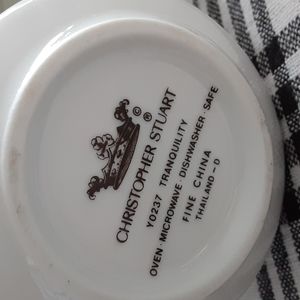 © ®
CHRISTOPHER STUART
Y0237 TRANQUILITY
OVEN · MICROWAVE · DISHWASHER · SAFE
FINE CHINA
THAILAND - D